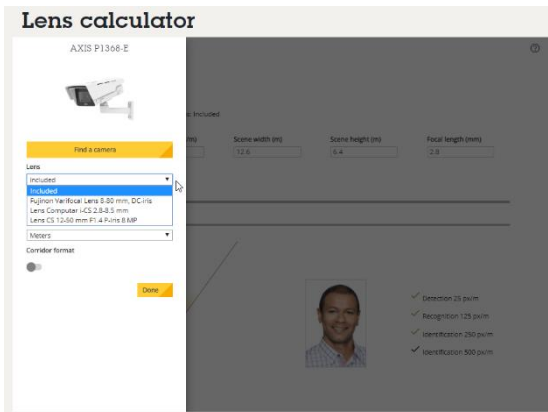 Lens calculator
AXIS P1368-E
Find a camera
Lens
Included
Included
Fujinon Varifocal Lens 8-80 mm, DC-iris
Lens Computar i-CS 2.8-8.5 mm
Lens CS 12-50 mm F1.4 P-Iris 8 MP
Meters
Corridor format
Done
: Included
(m) Scene width (m) Scene height (m) Focal length (mm)
12.6 6.4 2.8
Detection 25 px/m
Recognition 125 px/m
Identification 250 px/m
Identification 500 px/m